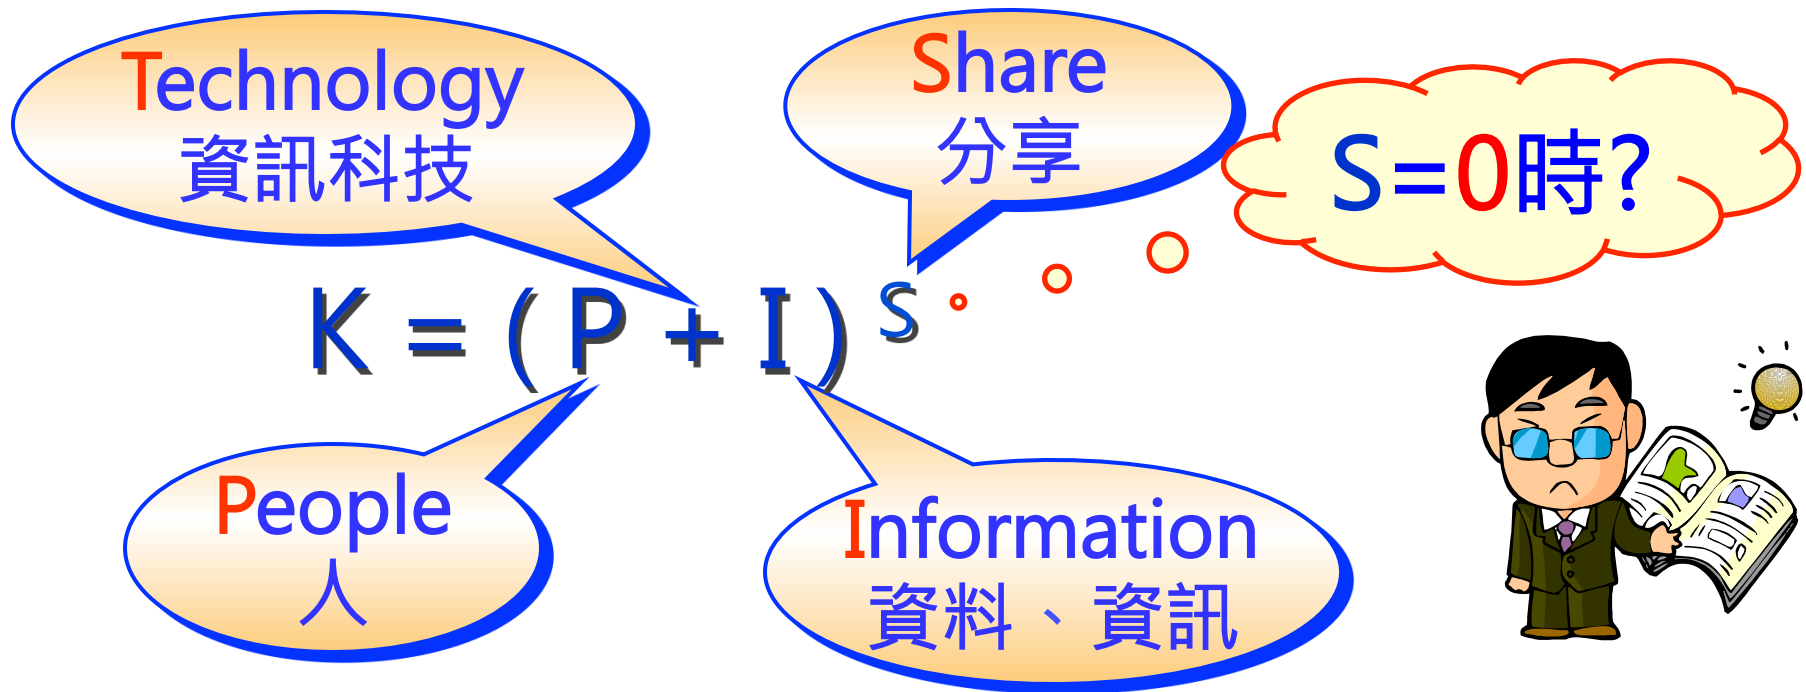 Technology
資訊科技
Share
分享
S=0時?
K = ( P + I ) S
People
人
Information
資料、資訊